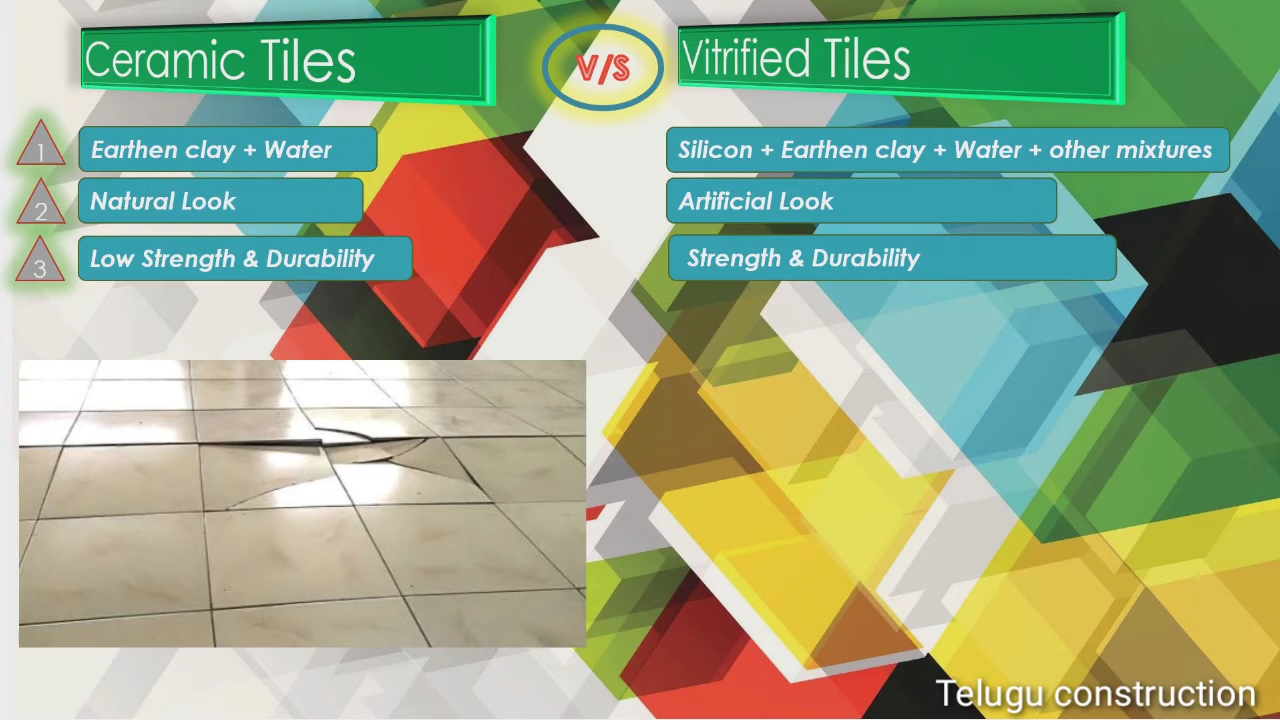 Ceramic Tiles
V/S
Vitrified Tiles
1
Earthen clay + Water
Silicon + Earthen clay + Water + other mixtures
2
Natural Look
Artificial Look
3
Low Strength & Durability
Strength & Durability
Telugu construction